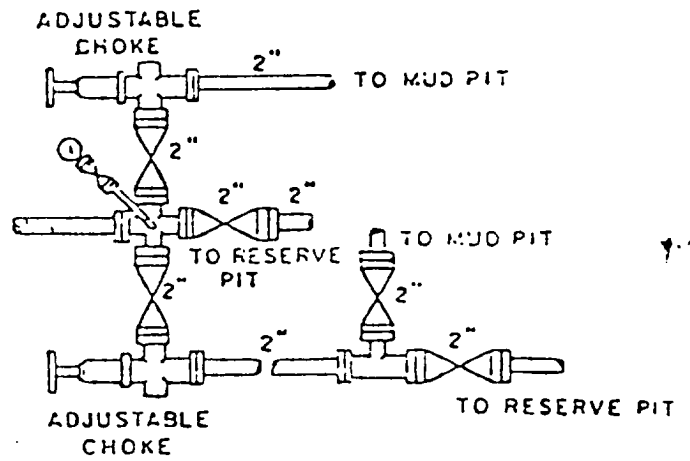 ADJUSTABLE
CHOKE
2"
TO MUD PIT
2"
2"
2"
TO RESERVE
PIT
TO MUD PIT
2"
2"
2"
2"
TO RESERVE PIT
ADJUSTABLE
CHOKE